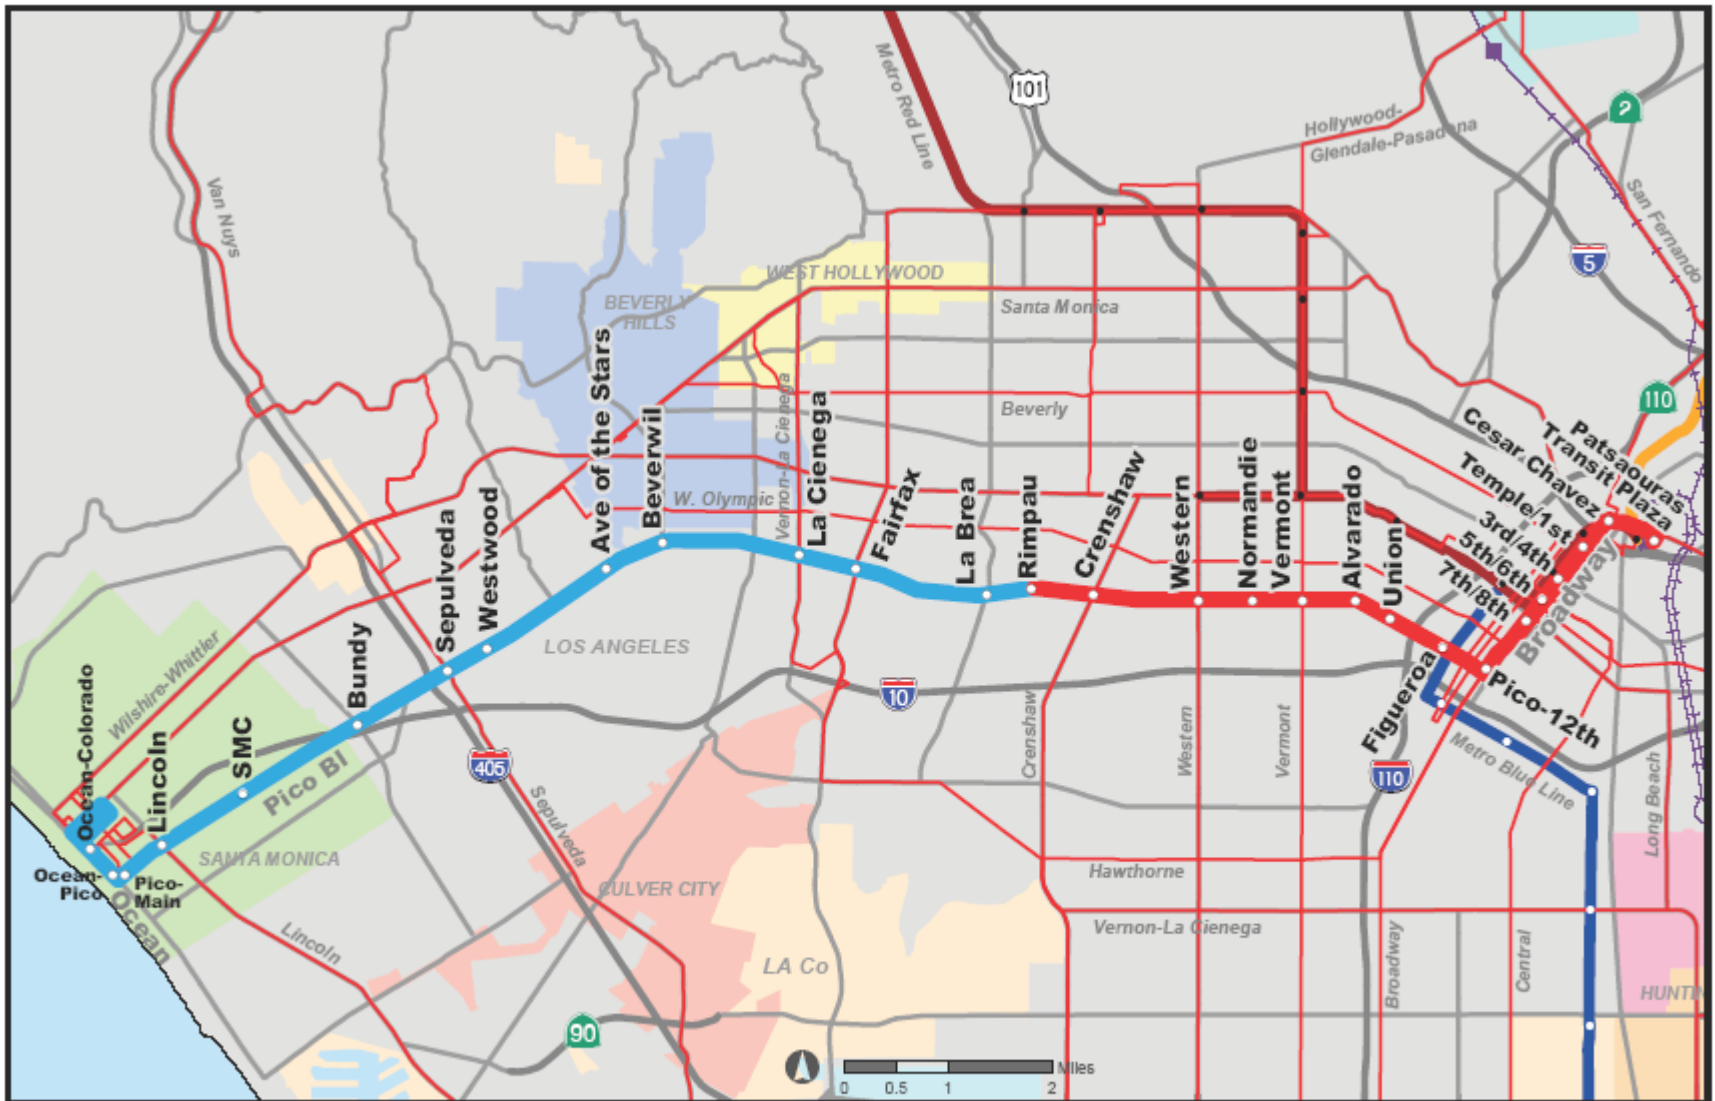 Metro Red Line
101
2
Hollywood-
Glendale-Pasadena
Van Nuys
San Fernando
5
WEST HOLLYWOOD
BEVERLY
HILLS
Santa Monica
Ave of the Stars
Beverwil
Vernon-La Cienega
La Cienega
Beverly
110
Patsaouras
Transit Plaza
Cesar Chavez
Temple/1st
3rd/4th
5th/6th
7th/8th
Broadway
W. Olympic
Fairfax
La Brea
Rimpau
Crenshaw
Western
Normandie
Vermont
Alvarado
Union
Sepulveda
Westwood
Bundy
LOS ANGELES
Wilshire-Whittler
Ocean-Colorado
Lincoln
SMC
Pico Bl
10
Crenshaw
Western
Vermont
Figueroa
Pico-12th
405
110
Metro Blue Line
Long Beach
Sepulveda
SANTA MONICA
Ocean-
Pico
Pico-
Main
Ocean
CULVER CITY
Hawthorne
Vernon-La Cienega
Lincoln
LA Co
Broadway
Central
HUNTIN
90
Miles
0 0.5 1 2